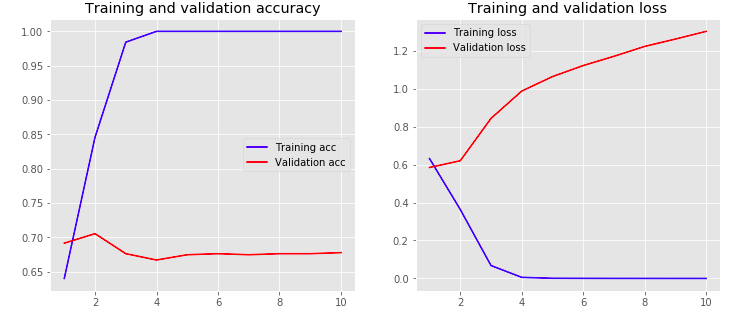 Training and validation accuracy
1.00
0.95
0.90
0.85
0.80
0.75
0.70
0.65
Training acc
Validation acc
2 4 6 8 10
Training and validation loss
Training loss
Validation loss
1.2
1.0
0.8
0.6
0.4
0.2
0.0
2 4 6 8 10